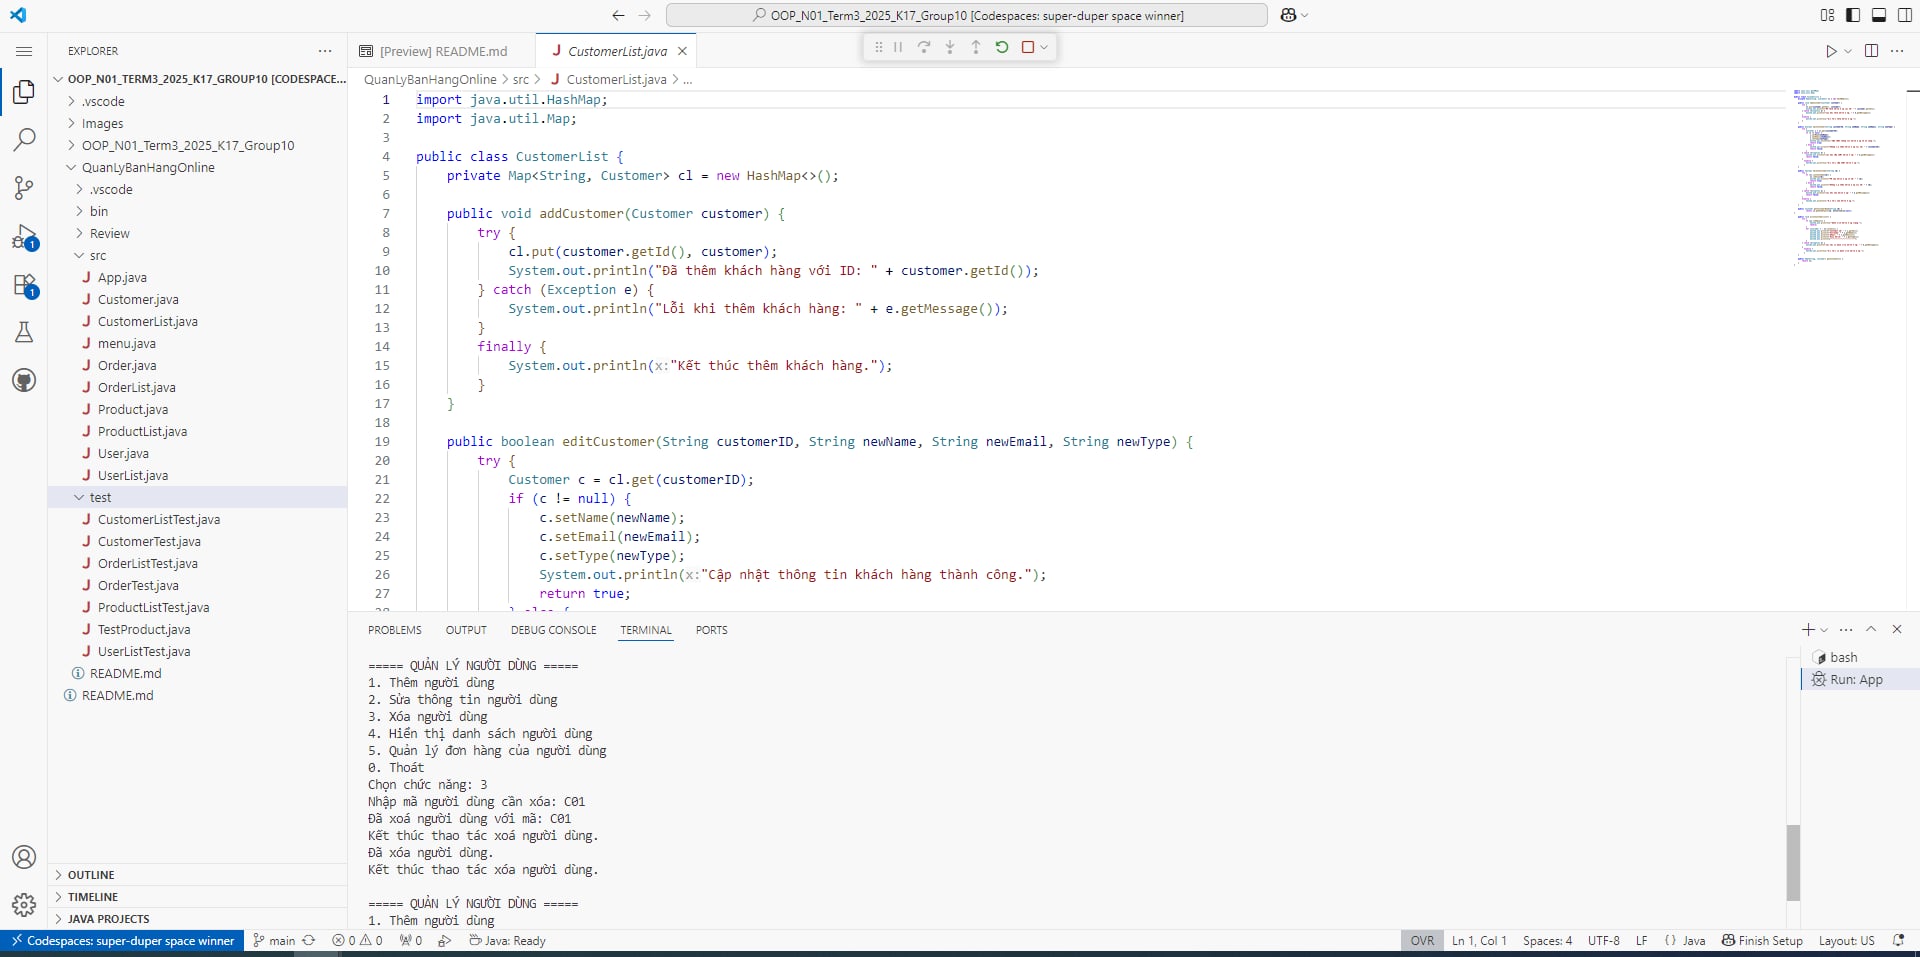 OOP_N01_Term3_2025_K17_Group10 [Codespaces: super-duper space winner]
EXPLORER
OOP_N01_TERM3_2025_K17_GROUP10 [CODESPACE...
.vscode
Images
OOP_N01_Term3_2025_K17_Group10
QuanLyBanHangOnline
.vscode
bin
Review
src
J App.java
J Customer.java
J CustomerList.java
J menu.java
J Order.java
J OrderList.java
J Product.java
J ProductList.java
J User.java
J UserList.java
test
J CustomerListTest.java
J CustomerTest.java
J OrderListTest.java
J OrderTest.java
J ProductListTest.java
J TestProduct.java
J UserListTest.java
README.md
README.md
OUTLINE
TIMELINE
JAVA PROJECTS
1
1
[Preview] README.md
J CustomerList.java
QuanLyBanHangOnline > src > J CustomerList.java > ...
1 import java.util.HashMap;
2 import java.util.Map;
3
4 public class CustomerList {
5 private Map<String, Customer> cl = new HashMap<>();
6
7 public void addCustomer(Customer customer) {
8 try {
9 cl.put(customer.getId(), customer);
10 System.out.println("Đã thêm khách hàng với ID: " + customer.getId());
11 } catch (Exception e) {
12 System.out.println("Lỗi khi thêm khách hàng: " + e.getMessage());
13 }
14 finally {
15 System.out.println(x:"Kết thúc thêm khách hàng.");
16 }
17 }
18
19 public boolean editCustomer(String customerID, String newName, String newEmail, String newType) {
20 try {
21 Customer c = cl.get(customerID);
22 if (c != null) {
23 c.setName(newName);
24 c.setEmail(newEmail);
25 c.setType(newType);
26 System.out.println(x:"Cập nhật thông tin khách hàng thành công.");
27 return true;
28 } else {
PROBLEMS OUTPUT DEBUG CONSOLE TERMINAL PORTS
===== QUẢN LÝ NGƯỜI DÙNG =====
1. Thêm người dùng
2. Sửa thông tin người dùng
3. Xóa người dùng
4. Hiển thị danh sách người dùng
5. Quản lý đơn hàng của người dùng
0. Thoát
Chọn chức năng: 3
Nhập mã người dùng cần xóa: C01
Đã xoá người dùng với mã: C01
Kết thúc thao tác xoá người dùng.
Đã xóa người dùng.
Kết thúc thao tác xóa người dùng.
===== QUẢN LÝ NGƯỜI DÙNG =====
1. Thêm người dùng
bash
Run: App
Codespaces: super-duper space winner
main
0 0
0
Java: Ready
OVR
Ln 1, Col 1
Spaces: 4
UTF-8
LF
{} Java
Finish Setup
Layout: US